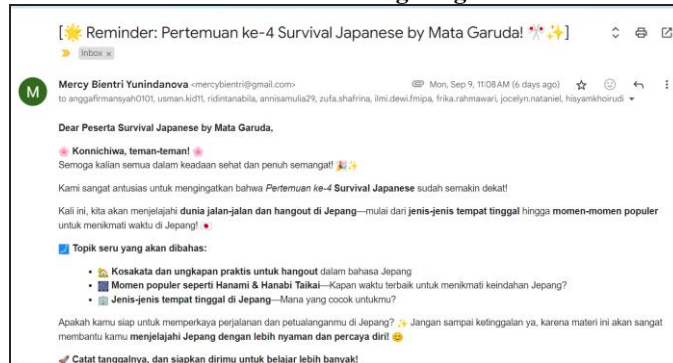 [🌟 Reminder: Pertemuan ke-4 Survival Japanese by Mata Garuda! 🎌✨]
Inbox x
M
Mercy Bientri Yunindanova <mercybientri@gmail.com>
Mon, Sep 9, 11:08 AM (6 days ago)
to anggafirmansyah0101, usman.kid11, ridintanabila, annisamulia29, zufa.shafrina, ilmi.dewi.fmipa, frika.rahmawari, jocelyn.nataniel, hisyamkhoirudi
Dear Peserta Survival Japanese by Mata Garuda,
🌸 Konnichiwa, teman-teman! 🌸
Semoga kalian semua dalam keadaan sehat dan penuh semangat! 🎉✨
Kami sangat antusias untuk mengingatkan bahwa Pertemuan ke-4 Survival Japanese sudah semakin dekat!
Kali ini, kita akan menjelajahi dunia jalan-jalan dan hangout di Jepang—mulai dari jenis-jenis tempat tinggal hingga momen-momen populer
untuk menikmati waktu di Jepang! 🇯🇵
🗾 Topik seru yang akan dibahas:
• 🏡 Kosakata dan ungkapan praktis untuk hangout dalam bahasa Jepang
• 🎆 Momen populer seperti Hanami & Hanabi Taikai—Kapan waktu terbaik untuk menikmati keindahan Jepang?
• 🏢 Jenis-jenis tempat tinggal di Jepang—Mana yang cocok untukmu?
Apakah kamu siap untuk memperkaya perjalanan dan petualanganmu di Jepang? ✨ Jangan sampai ketinggalan ya, karena materi ini akan sangat
membantu kamu menjelajahi Jepang dengan lebih nyaman dan percaya diri! 😊
🚀 Catat tanggalnya, dan siapkan dirimu untuk belajar lebih banyak!